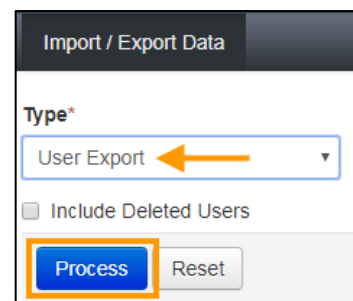 Import / Export Data
Type*
User Export
Include Deleted Users
Process Reset